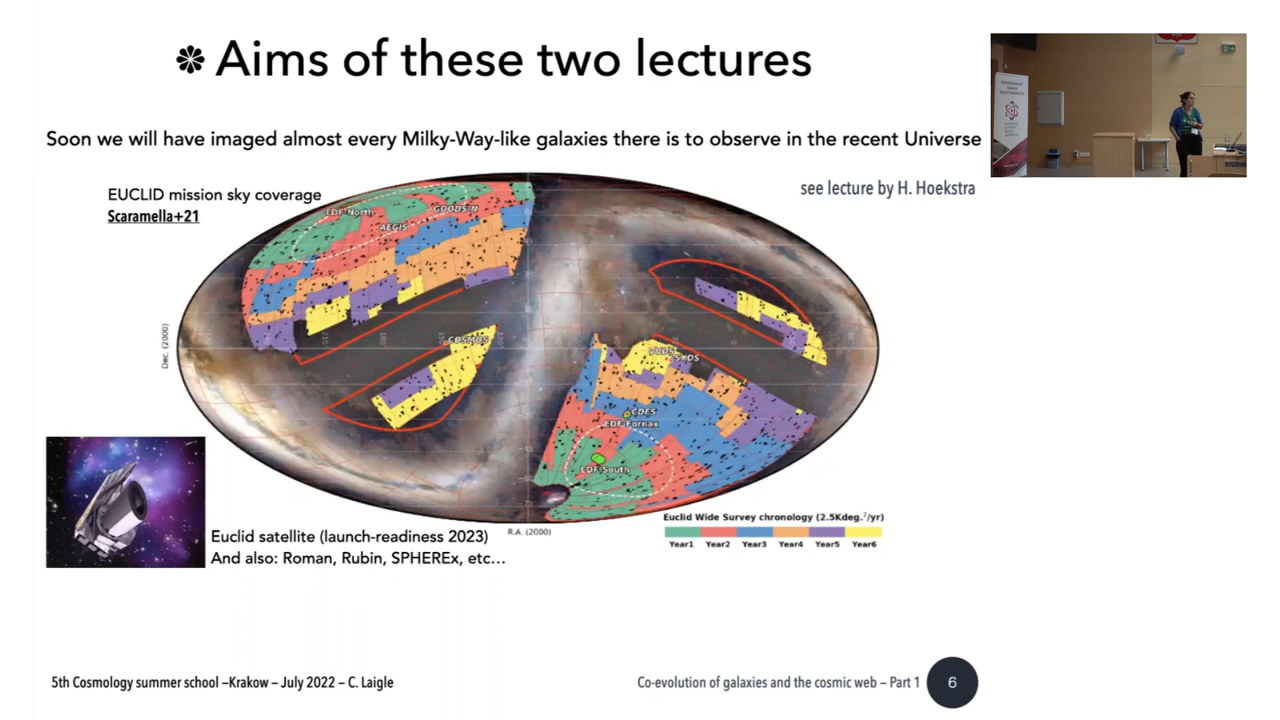 ❃ Aims of these two lectures
Soon we will have imaged almost every Milky-Way-like galaxies there is to observe in the recent Universe
see lecture by H. Hoekstra
EUCLID mission sky coverage
Scaramella+21
EDF-North
GOODS-N
AEGIS
COSMOS
VVDS
SXDS
CDFS
EDF-Fornax
EDF-South
Dec. (2000)
R.A. (2000)
Euclid Wide Survey chronology (2.5Kdeg.²/yr)
Year1 Year2 Year3 Year4 Year5 Year6
Euclid satellite (launch-readiness 2023)
And also: Roman, Rubin, SPHEREx, etc...
5th Cosmology summer school –Krakow – July 2022 – C. Laigle
Co-evolution of galaxies and the cosmic web – Part 1
6